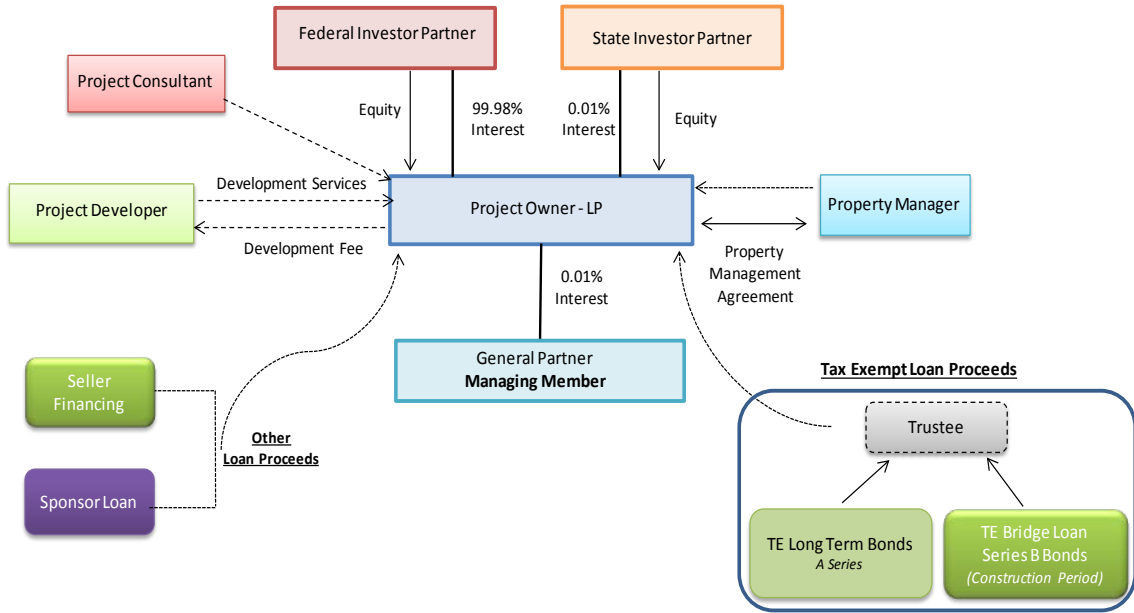 Federal Investor Partner
State Investor Partner
Project Consultant
Equity
99.98%
Interest
0.01%
Interest
Equity
Development Services
Project Developer
Project Owner - LP
Property Manager
Development Fee
Property
Management
Agreement
0.01%
Interest
General Partner
Managing Member
Seller
Financing
Tax Exempt Loan Proceeds
Trustee
Other
Loan Proceeds
Sponsor Loan
TE Long Term Bonds
A Series
TE Bridge Loan
Series B Bonds
(Construction Period)